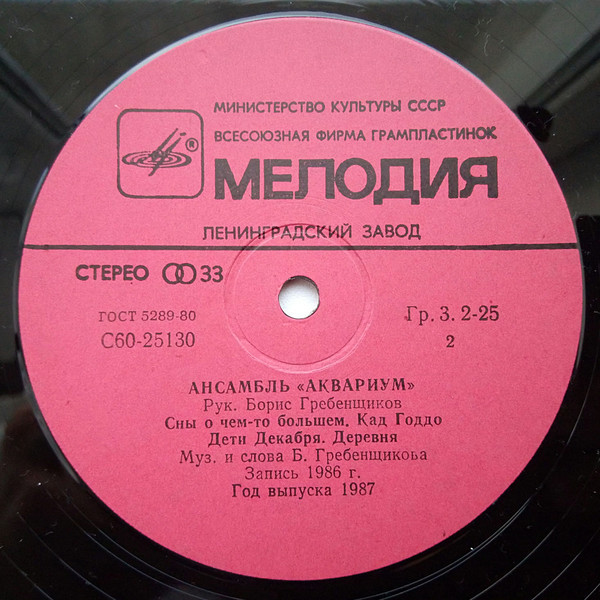 МИНИСТЕРСТВО КУЛЬТУРЫ СССР
ВСЕСОЮЗНАЯ ФИРМА ГРАМПЛАСТИНОК
®
МЕЛОДИЯ
ЛЕНИНГРАДСКИЙ ЗАВОД
СТЕРЕО 33
ГОСТ 5289-80
Гр. 3. 2-25
С60-25130
2
АНСАМБЛЬ «АКВАРИУМ»
Рук. Борис Гребенщиков
Сны о чем-то большем. Кад Годдо
Дети Декабря. Деревня
Муз. и слова Б. Гребенщикова
Запись 1986 г.
Год выпуска 1987